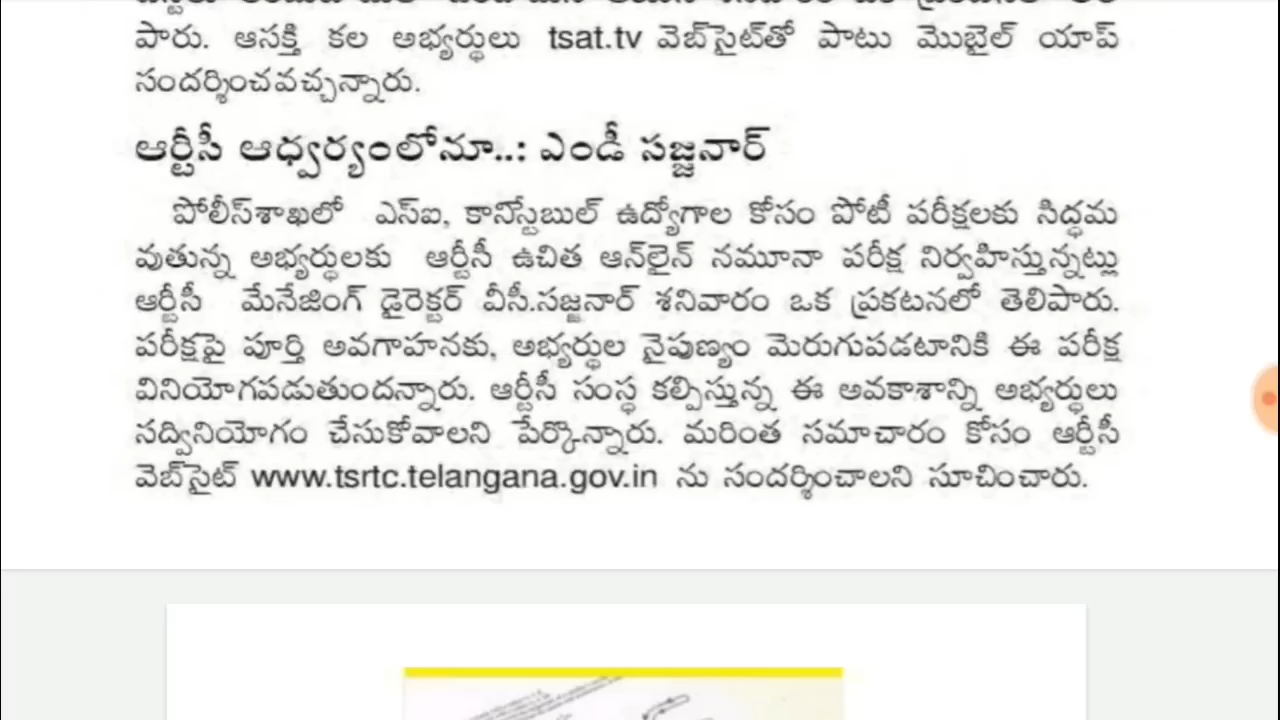 పారు. ఆసక్తి కల అభ్యర్థులు tsat.tv వెబ్‌సైట్‌తో పాటు మొబైల్ యాప్
సందర్శించవచ్చన్నారు.
ఆర్టీసీ ఆధ్వర్యంలోనూ..: ఎండీ సజ్జనార్
పోలీస్‌శాఖలో ఎస్ఐ, కానిస్టేబుల్ ఉద్యోగాల కోసం పోటీ పరీక్షలకు సిద్ధమ
వుతున్న అభ్యర్థులకు ఆర్టీసీ ఉచిత ఆన్‌లైన్ నమూనా పరీక్ష నిర్వహిస్తున్నట్లు
ఆర్టీసీ మేనేజింగ్ డైరెక్టర్ వీసీ.సజ్జనార్ శనివారం ఒక ప్రకటనలో తెలిపారు.
పరీక్షపై పూర్తి అవగాహనకు, అభ్యర్థుల నైపుణ్యం మెరుగుపడటానికి ఈ పరీక్ష
వినియోగపడుతుందన్నారు. ఆర్టీసీ సంస్థ కల్పిస్తున్న ఈ అవకాశాన్ని అభ్యర్థులు
సద్వినియోగం చేసుకోవాలని పేర్కొన్నారు. మరింత సమాచారం కోసం ఆర్టీసీ
వెబ్‌సైట్ www.tsrtc.telangana.gov.in ను సందర్శించాలని సూచించారు.